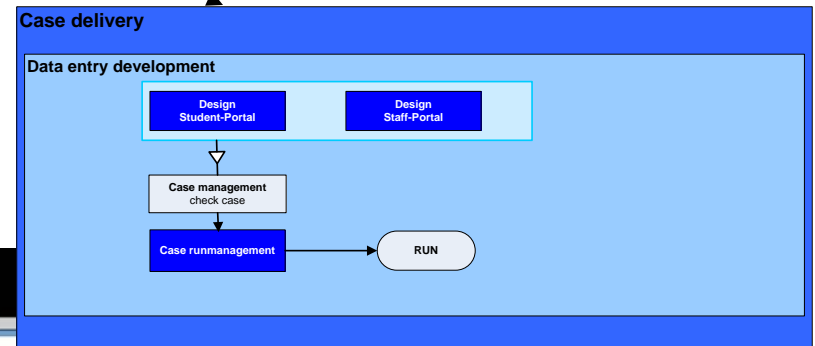 Case delivery
Data entry development
Design
Student-Portal
Design
Staff-Portal
Case management
check case
Case runmanagement
RUN